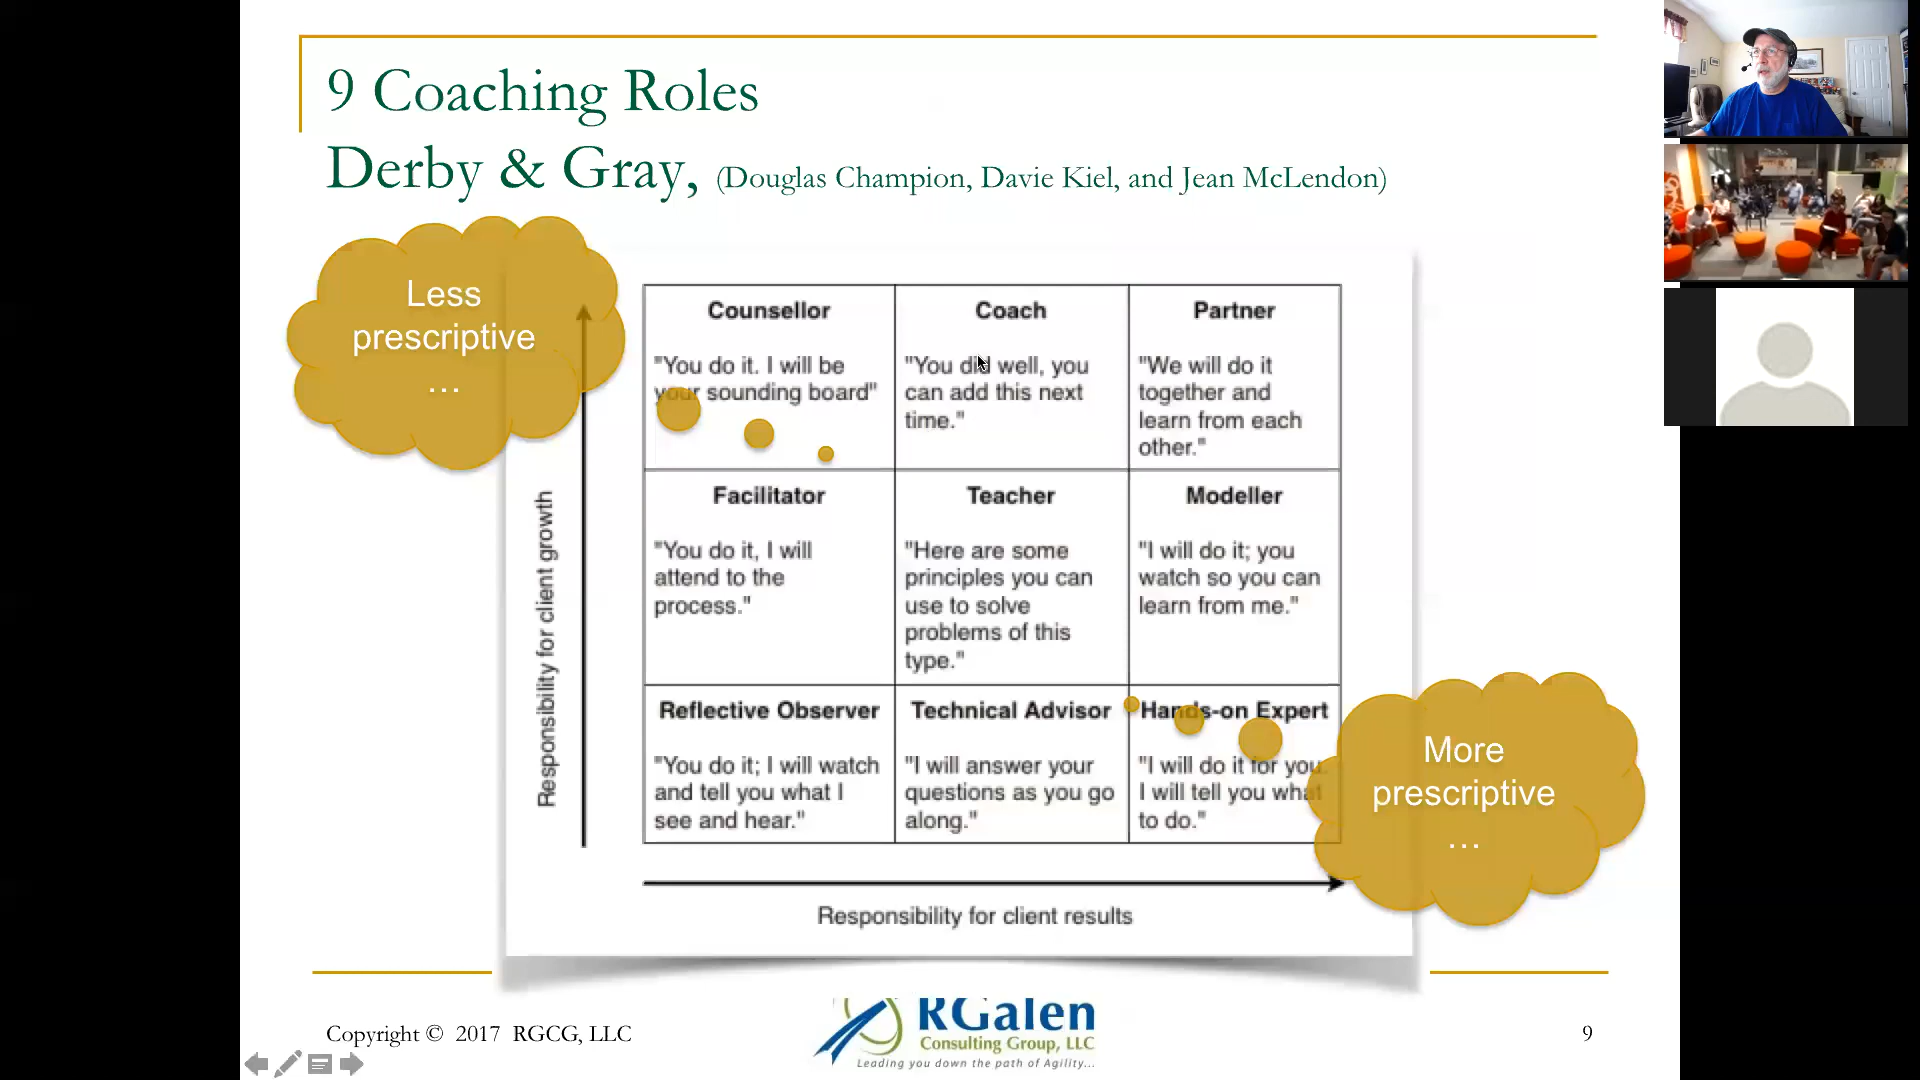 9 Coaching Roles
Derby & Gray, (Douglas Champion, Davie Kiel, and Jean McLendon)
Less
prescriptive
…
Responsibility for client growth
Counsellor
"You do it. I will be
your sounding board"
Coach
"You did well, you
can add this next
time."
Partner
"We will do it
together and
learn from each
other."
Facilitator
"You do it, I will
attend to the
process."
Teacher
"Here are some
principles you can
use to solve
problems of this
type."
Modeller
"I will do it; you
watch so you can
learn from me."
Reflective Observer
"You do it; I will watch
and tell you what I
see and hear."
Technical Advisor
"I will answer your
questions as you go
along."
Hands-on Expert
"I will do it for you.
I will tell you what
to do."
More
prescriptive
…
Responsibility for client results
Copyright © 2017 RGCG, LLC
RGalen
Consulting Group, LLC
Leading you down the path of Agility...
9